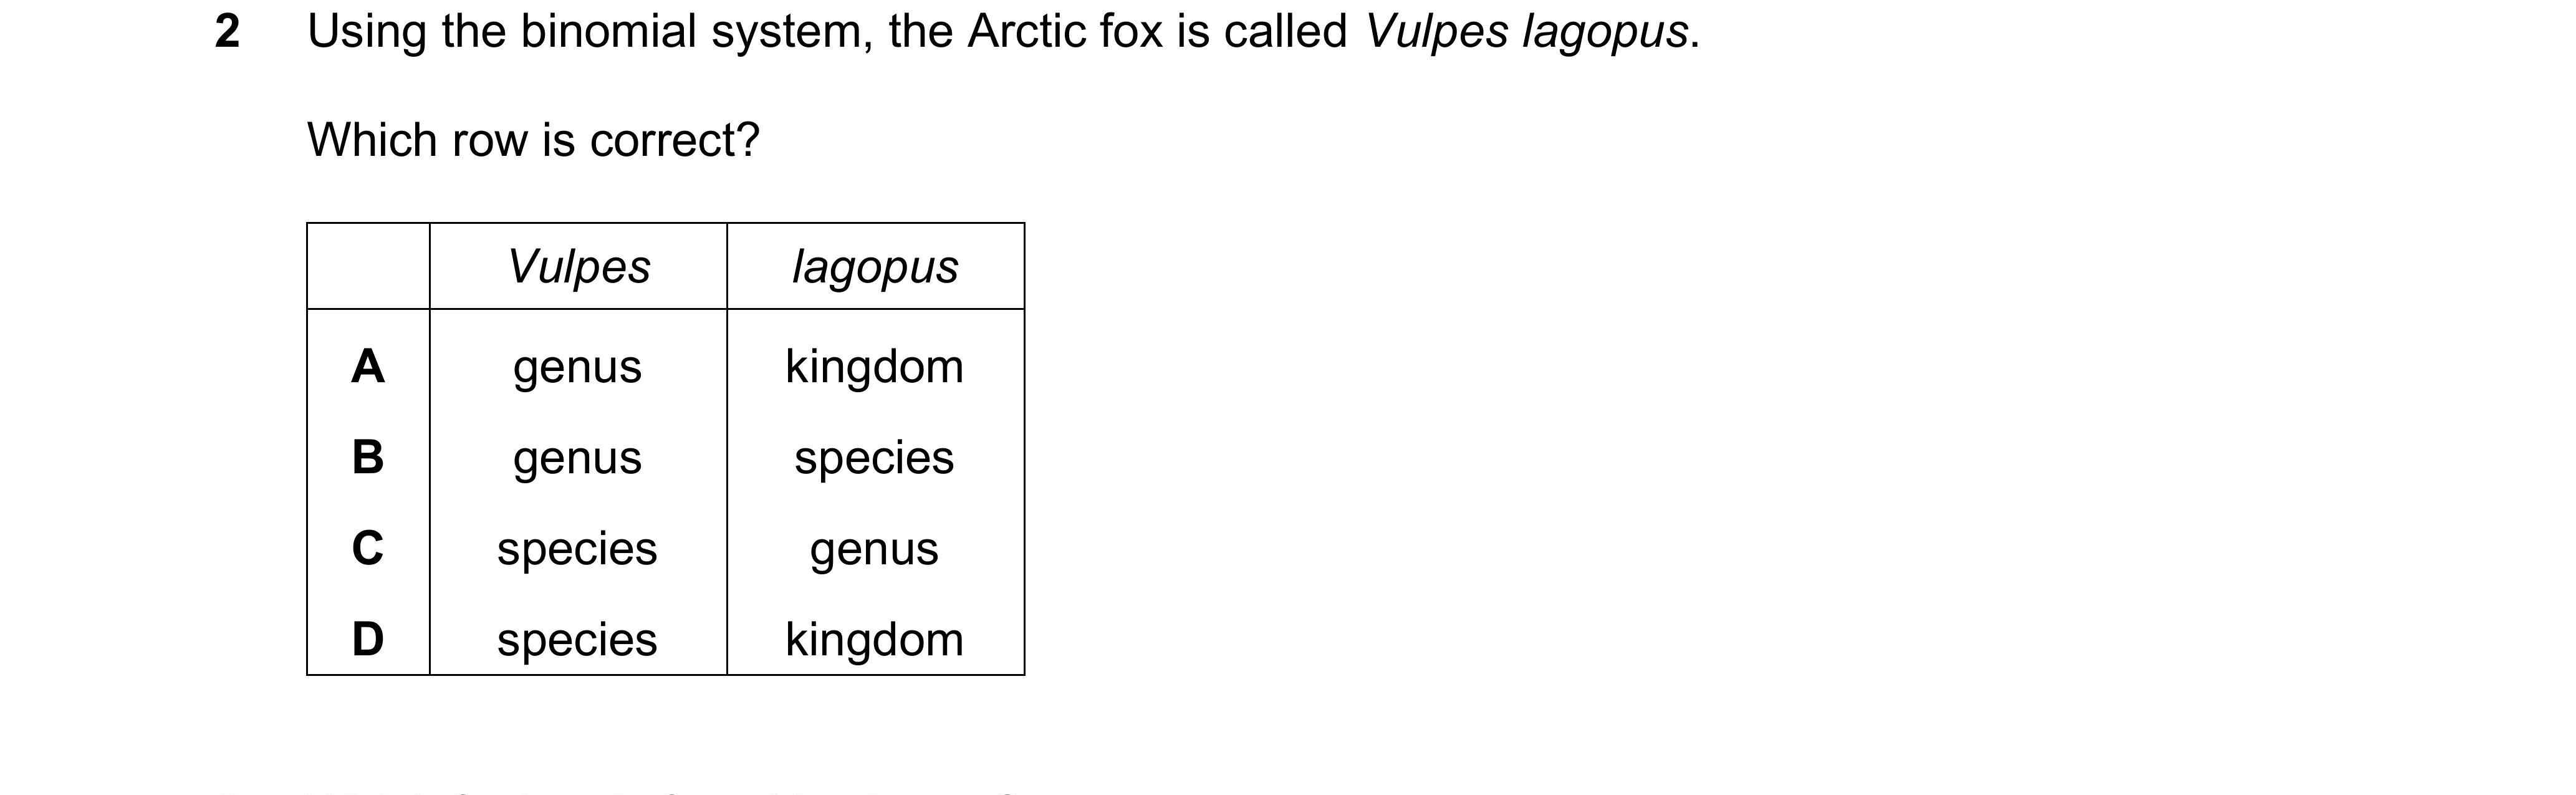 2 Using the binomial system, the Arctic fox is called Vulpes lagopus.
Which row is correct?
Vulpes lagopus
A genus kingdom
B genus species
C species genus
D species kingdom